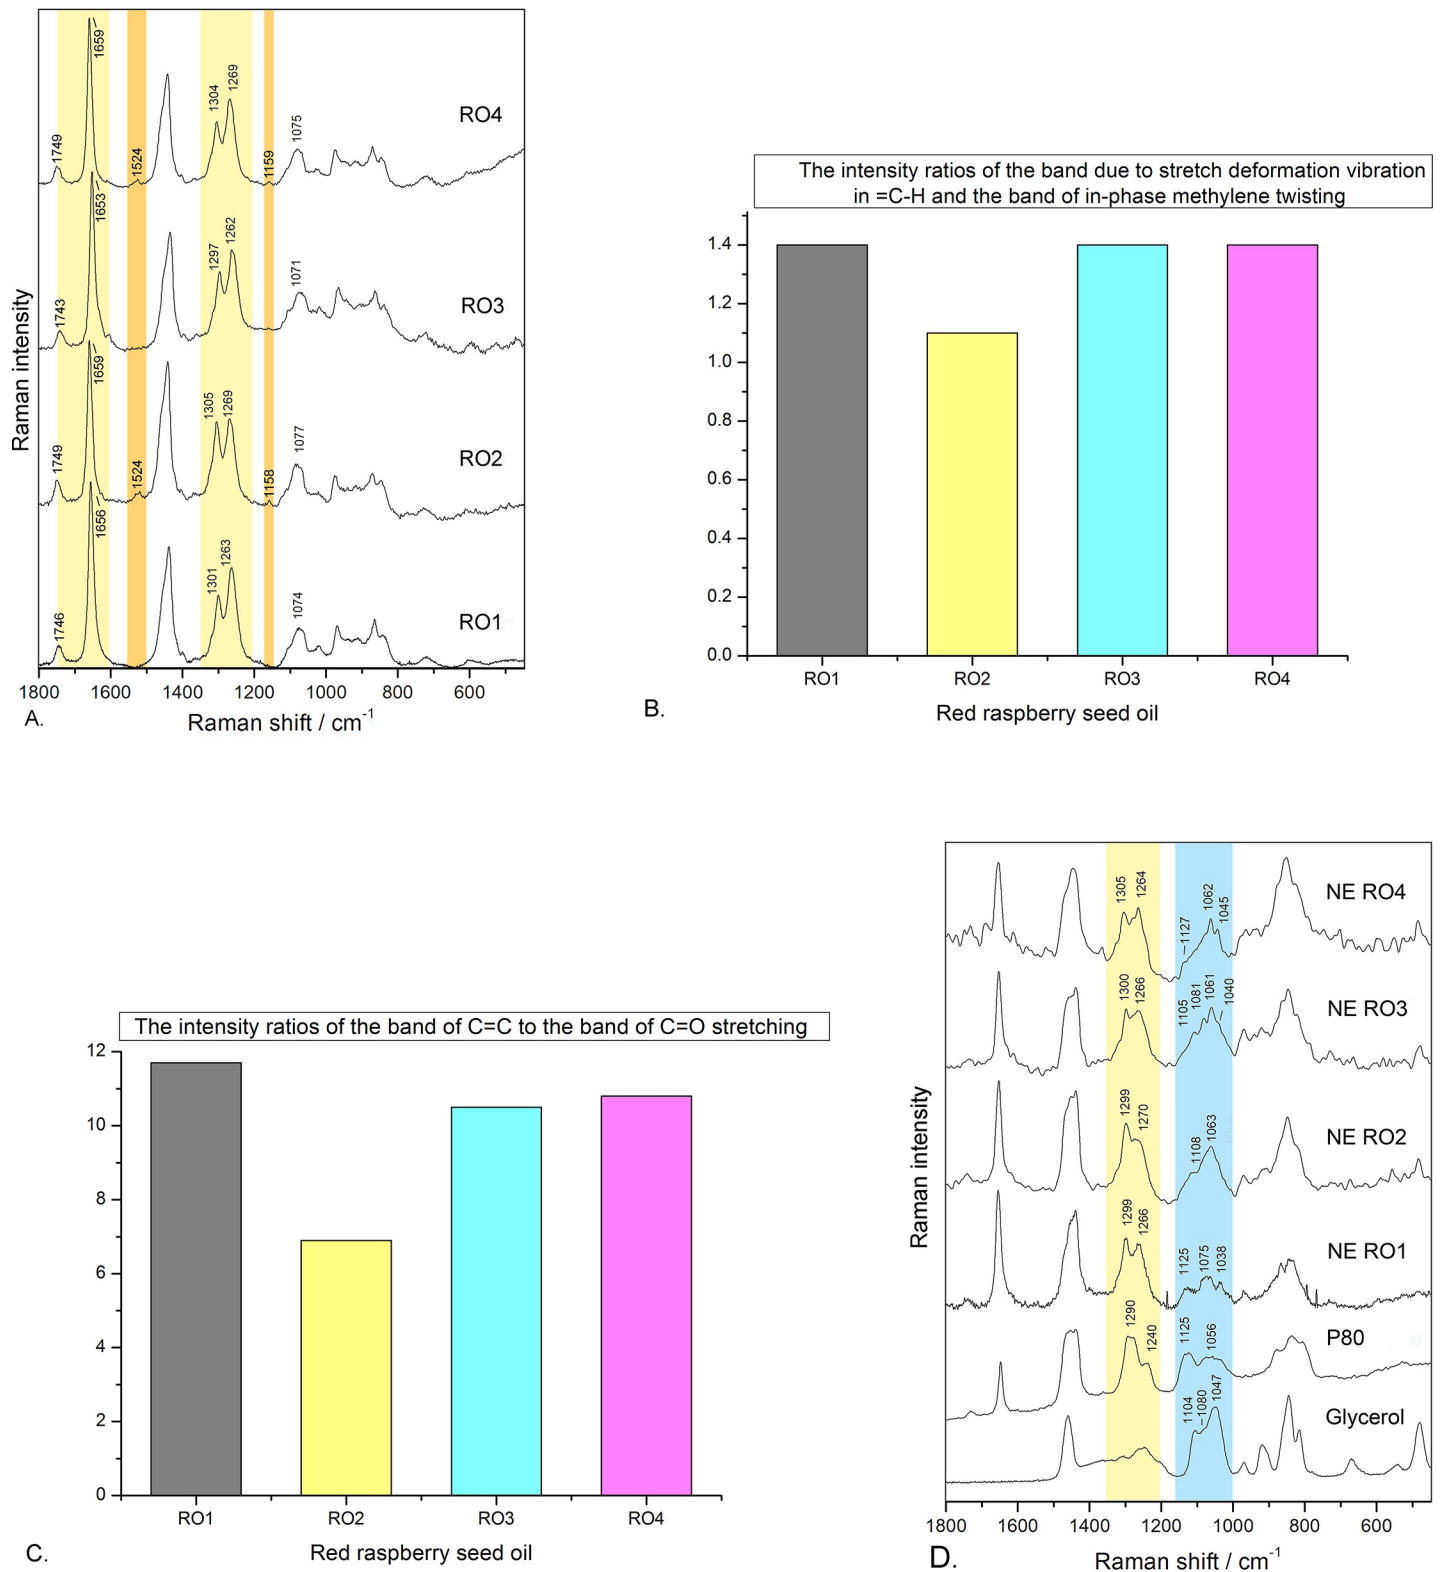 1659
1749
1524
1304
1269
1159
1075
RO4
1653
1743
1297
1262
1071
RO3
1659
1749
1524
1305
1269
1158
1077
RO2
1656
1746
1301
1263
1074
RO1
Raman intensity
1800 1600 1400 1200 1000 800 600
A.
Raman shift / cm⁻¹
The intensity ratios of the band due to stretch deformation vibration
in =C-H and the band of in-phase methylene twisting
1.4
1.2
1.0
0.8
0.6
0.4
0.2
0.0
RO1 RO2 RO3 RO4
B.
Red raspberry seed oil
The intensity ratios of the band of C=C to the band of C=O stretching
12
10
8
6
4
2
0
RO1 RO2 RO3 RO4
C.
Red raspberry seed oil
1305
1264
1127
1062
1045
NE RO4
1300
1266
1105
1081
1061
1040
NE RO3
1299
1270
1108
1063
NE RO2
1299
1266
1125
1075
1038
NE RO1
1290
1240
1125
1056
P80
1104
1080
1047
Glycerol
Raman intensity
1800 1600 1400 1200 1000 800 600
D.
Raman shift / cm⁻¹